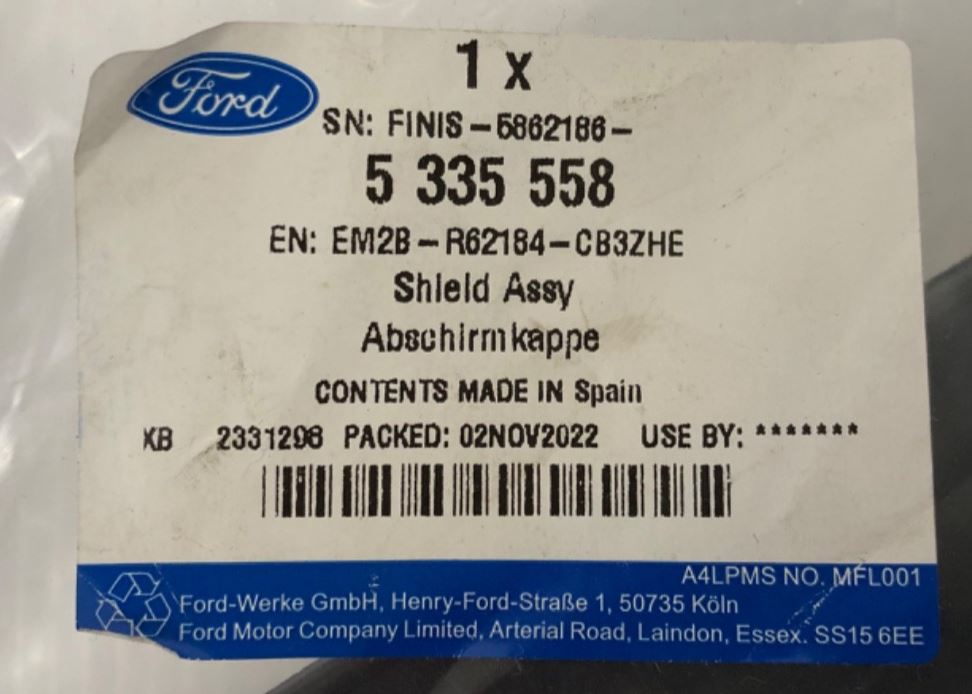 Ford
1 x
SN: FINIS-5862186-
5 335 558
EN: EM2B-R62184-CB3ZHE
Shield Assy
Abschirmkappe
CONTENTS MADE IN Spain
KB 2331298 PACKED: 02NOV2022 USE BY: *******
A4LPMS NO. MFL001
Ford-Werke GmbH, Henry-Ford-Straße 1, 50735 Köln
Ford Motor Company Limited, Arterial Road, Laindon, Essex. SS15 6EE